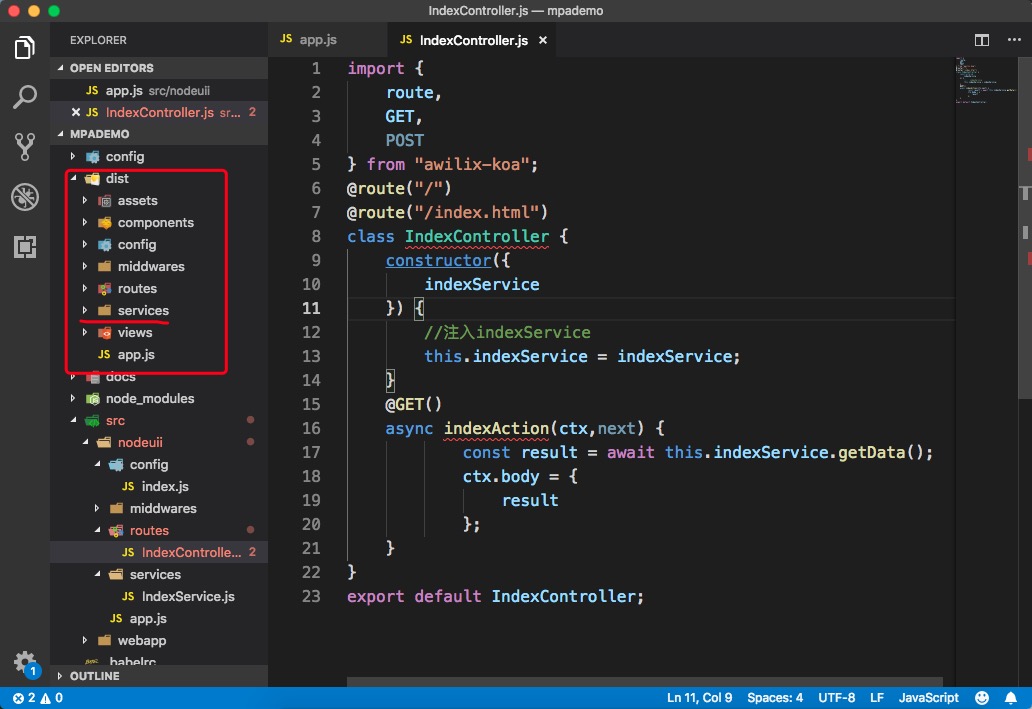 IndexController.js — mpademo
EXPLORER
OPEN EDITORS
JS app.js src/nodeuii
JS IndexController.js sr... 2
MPADEMO
config
dist
assets
components
config
middwares
routes
services
views
JS app.js
docs
node_modules
src
nodeuii
config
JS index.js
middwares
routes
JS IndexControlle... 2
services
JS IndexService.js
JS app.js
webapp
.babelrc
OUTLINE
1
JS app.js
JS IndexController.js
1 import {
2 route,
3 GET,
4 POST
5 } from "awilix-koa";
6 @route("/")
7 @route("/index.html")
8 class IndexController {
9 constructor({
10 indexService
11 }) {
12 //注入indexService
13 this.indexService = indexService;
14 }
15 @GET()
16 async indexAction(ctx,next) {
17 const result = await this.indexService.getData();
18 ctx.body = {
19 result
20 };
21 }
22 }
23 export default IndexController;
2 0
Ln 11, Col 9 Spaces: 4 UTF-8 LF JavaScript